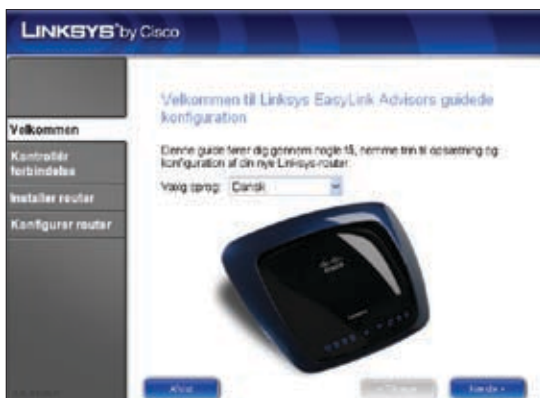 LINKSYS® by Cisco
Velkommen til Linksys EasyLink Advisors guidede
konfiguration
Velkommen
Denne guide fører dig gennem nogle få, nemme trin til opsætning og
konfiguration af din nye Linksys-router.
Kontrollér
forbindelse
Vælg sprog: Dansk
Installer router
Konfigurer router
Afslut
Næste